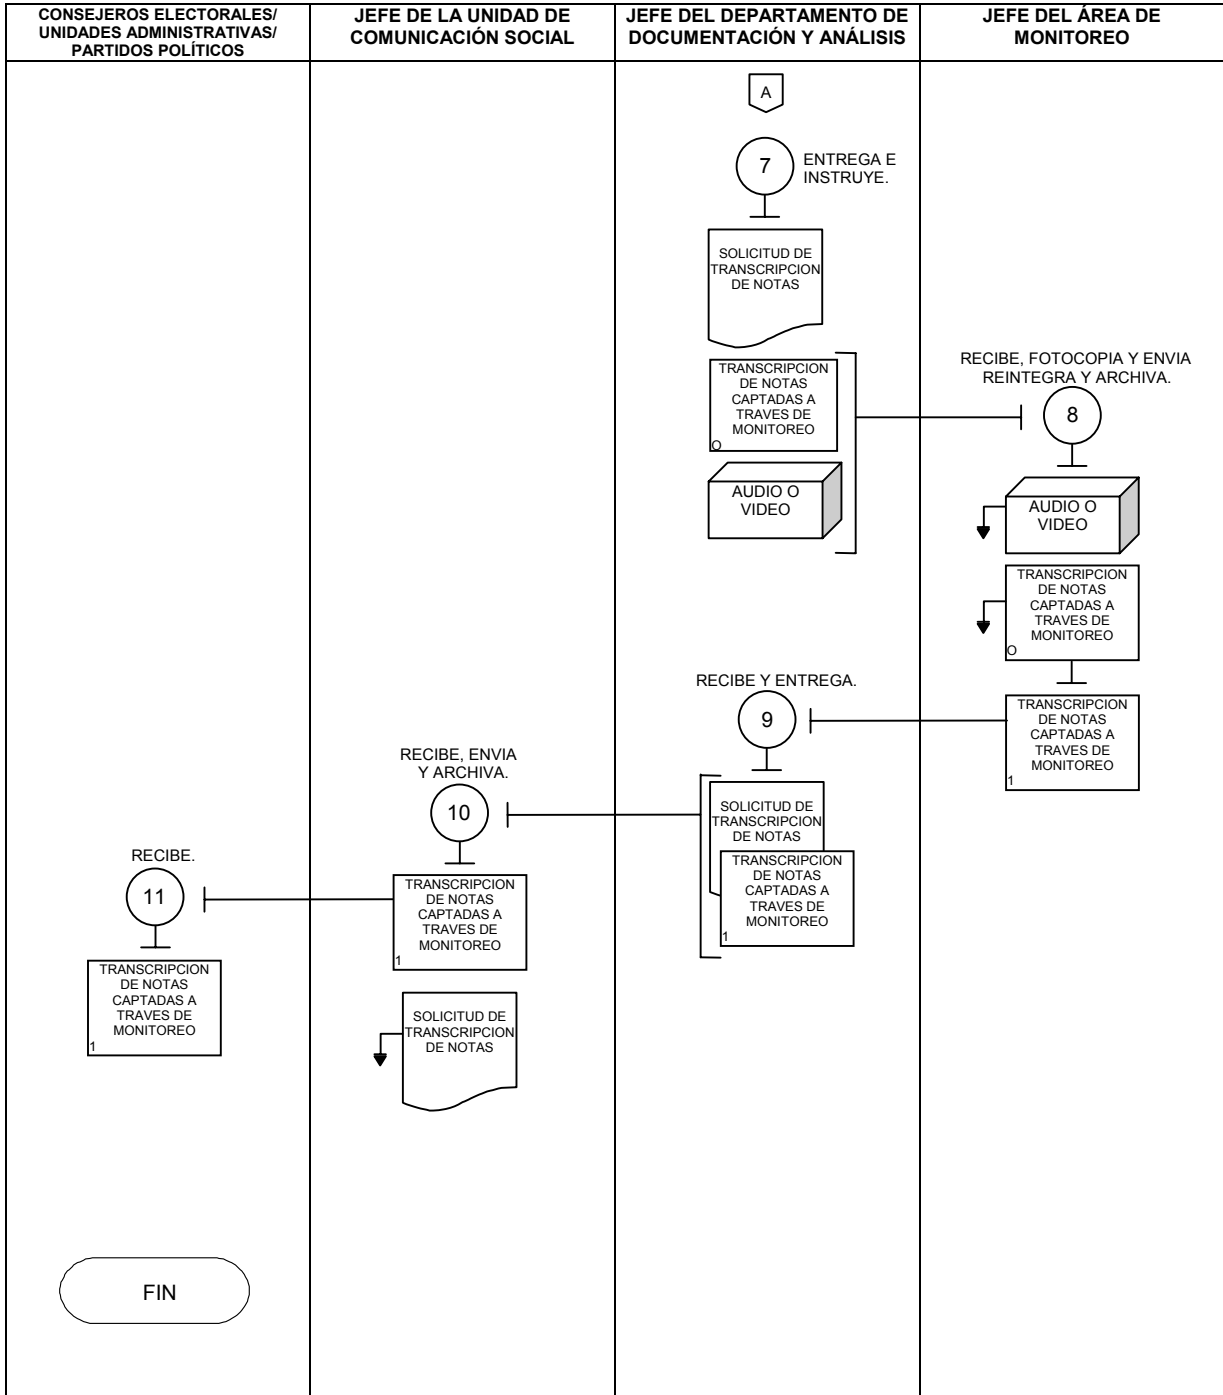 CONSEJEROS ELECTORALES/
UNIDADES ADMINISTRATIVAS/
PARTIDOS POLÍTICOS
JEFE DE LA UNIDAD DE
COMUNICACIÓN SOCIAL
JEFE DEL DEPARTAMENTO DE
DOCUMENTACIÓN Y ANÁLISIS
JEFE DEL ÁREA DE
MONITOREO
A
7
ENTREGA E
INSTRUYE.
SOLICITUD DE
TRANSCRIPCION
DE NOTAS
TRANSCRIPCION
DE NOTAS
CAPTADAS A
TRAVES DE
MONITOREO
O
AUDIO O
VIDEO
RECIBE, FOTOCOPIA Y ENVIA
REINTEGRA Y ARCHIVA.
8
AUDIO O
VIDEO
TRANSCRIPCION
DE NOTAS
CAPTADAS A
TRAVES DE
MONITOREO
O
TRANSCRIPCION
DE NOTAS
CAPTADAS A
TRAVES DE
MONITOREO
1
RECIBE Y ENTREGA.
9
SOLICITUD DE
TRANSCRIPCION
DE NOTAS
TRANSCRIPCION
DE NOTAS
CAPTADAS A
TRAVES DE
MONITOREO
1
RECIBE, ENVIA
Y ARCHIVA.
10
TRANSCRIPCION
DE NOTAS
CAPTADAS A
TRAVES DE
MONITOREO
1
SOLICITUD DE
TRANSCRIPCION
DE NOTAS
RECIBE.
11
TRANSCRIPCION
DE NOTAS
CAPTADAS A
TRAVES DE
MONITOREO
1
FIN